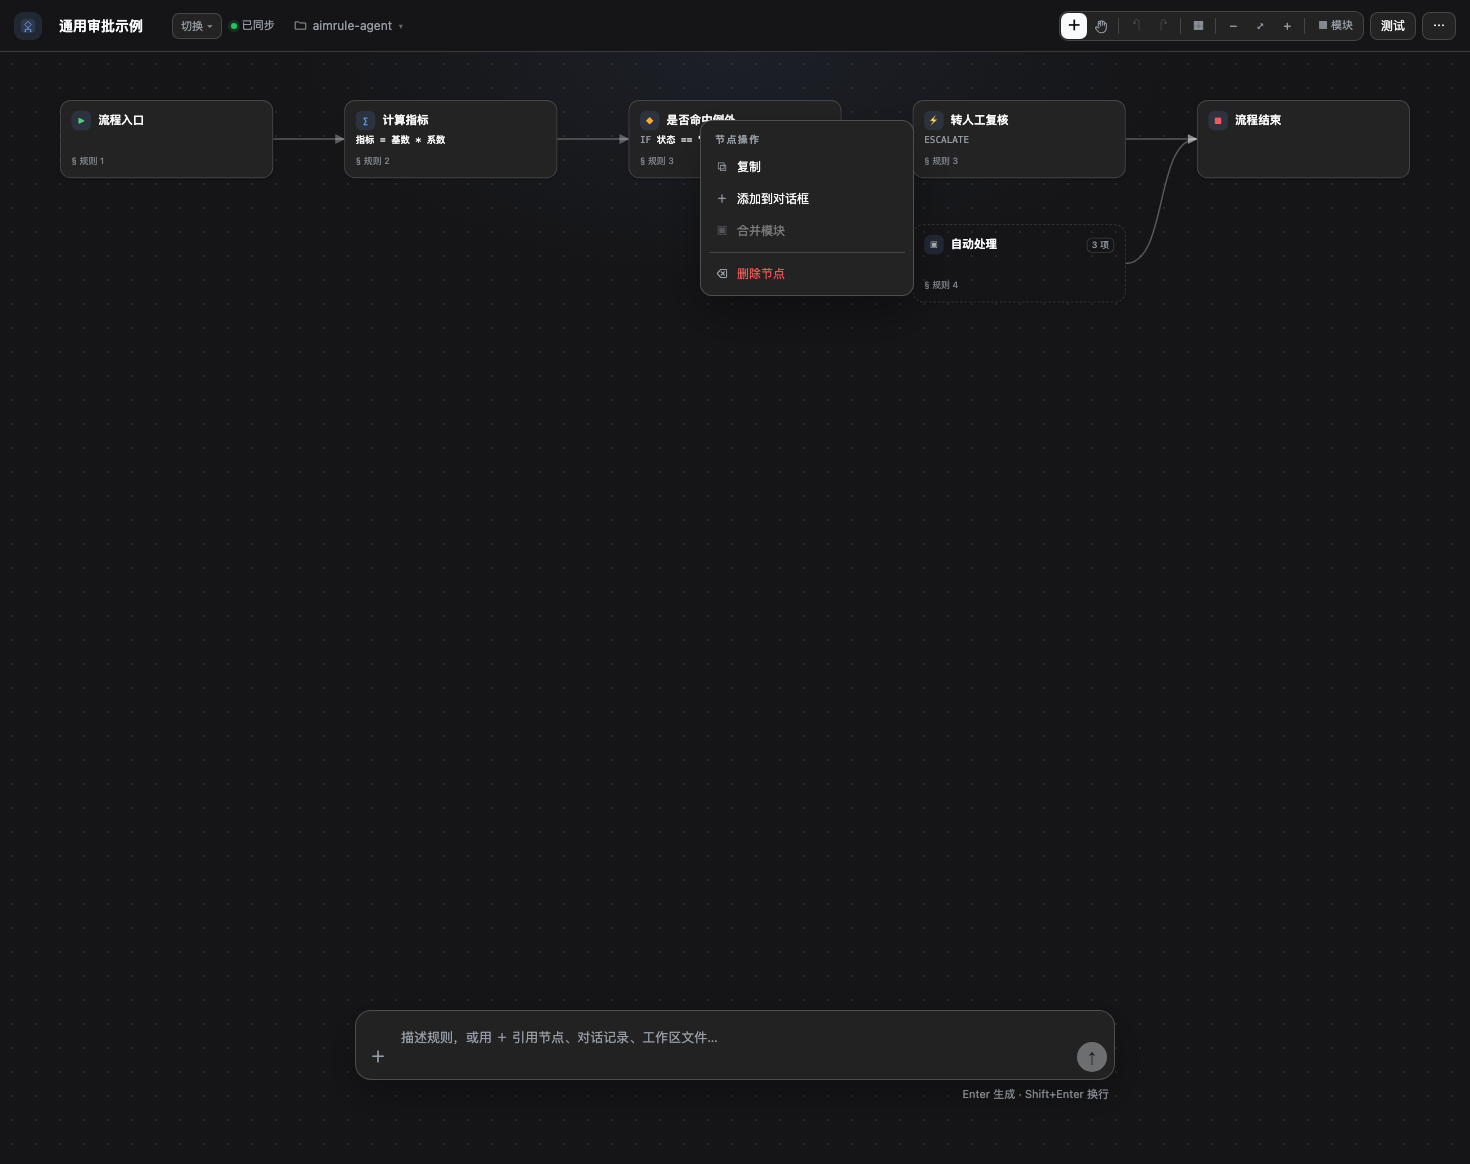 通用审批示例
切换
已同步
aimrule-agent
模块
测试
流程入口
§ 规则 1
计算指标
指标 = 基数 * 系数
§ 规则 2
IF 状态 ==
§ 规则 3
转人工复核
ESCALATE
§ 规则 3
流程结束
节点操作
复制
添加到对话框
合并模块
删除节点
自动处理
3 项
§ 规则 4
描述规则，或用 + 引用节点、对话记录、工作区文件...
Enter 生成 · Shift+Enter 换行